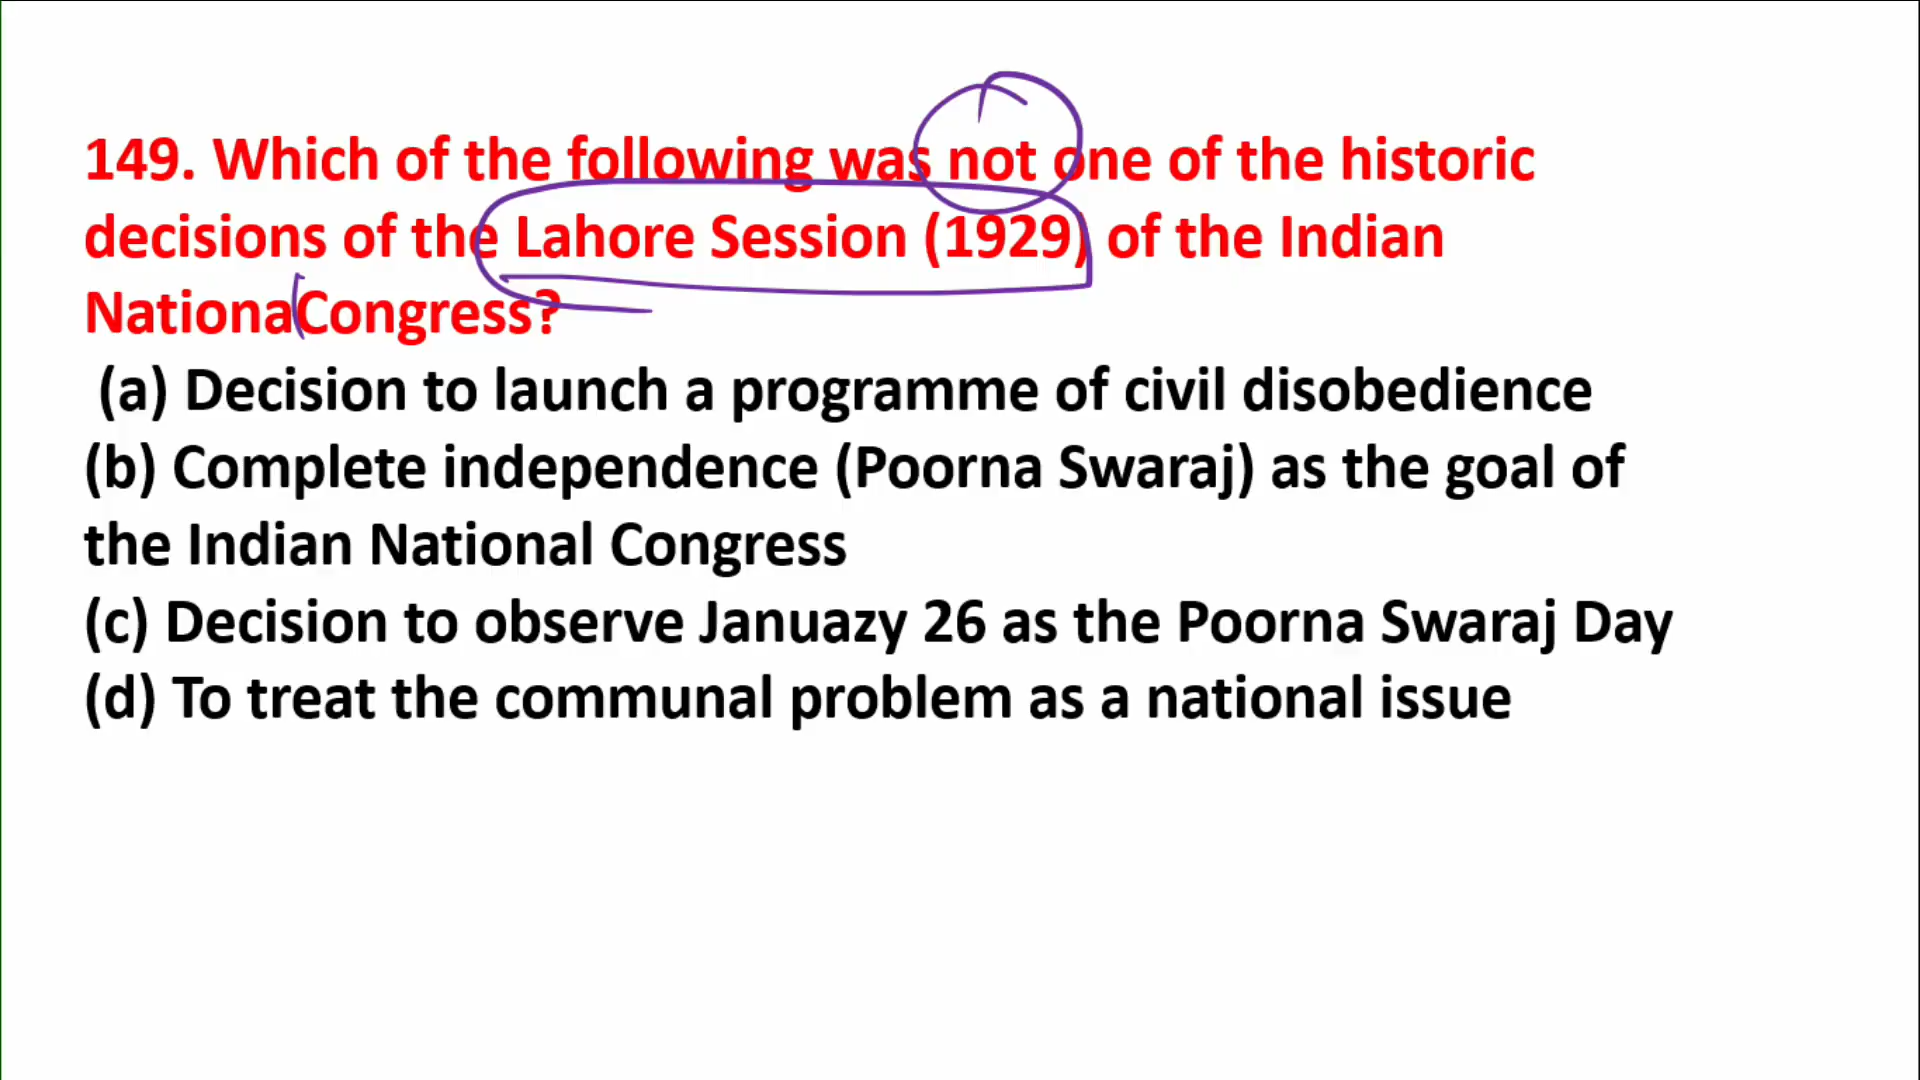 149. Which of the following was not one of the historic
decisions of the Lahore Session (1929) of the Indian
NationaCongress?
(a) Decision to launch a programme of civil disobedience
(b) Complete independence (Poorna Swaraj) as the goal of
the Indian National Congress
(c) Decision to observe Januazy 26 as the Poorna Swaraj Day
(d) To treat the communal problem as a national issue